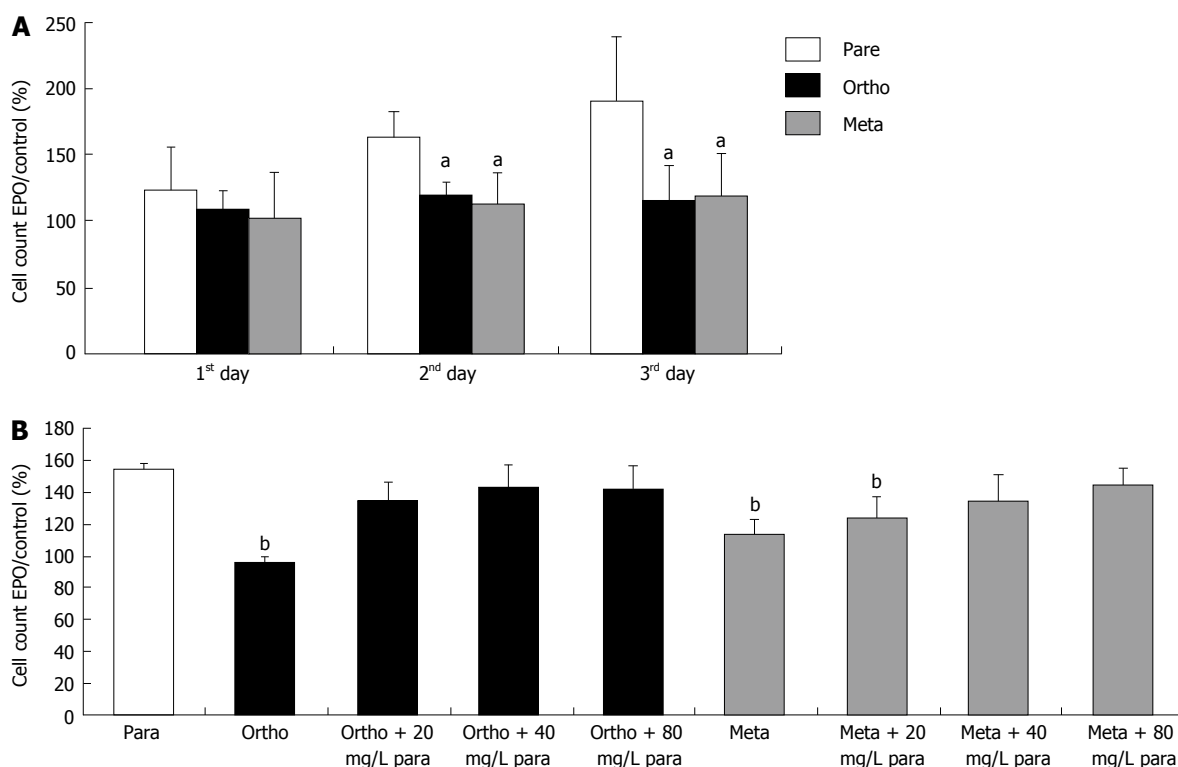 A
Cell count EPO/control (%)
250
200
150
100
50
0
a
a
a
a
1st day
2nd day
3rd day
Pare
Ortho
Meta
B
Cell count EPO/control (%)
180
160
140
120
100
80
60
40
20
0
b
b
b
Para
Ortho
Ortho + 20
mg/L para
Ortho + 40
mg/L para
Ortho + 80
mg/L para
Meta
Meta + 20
mg/L para
Meta + 40
mg/L para
Meta + 80
mg/L para